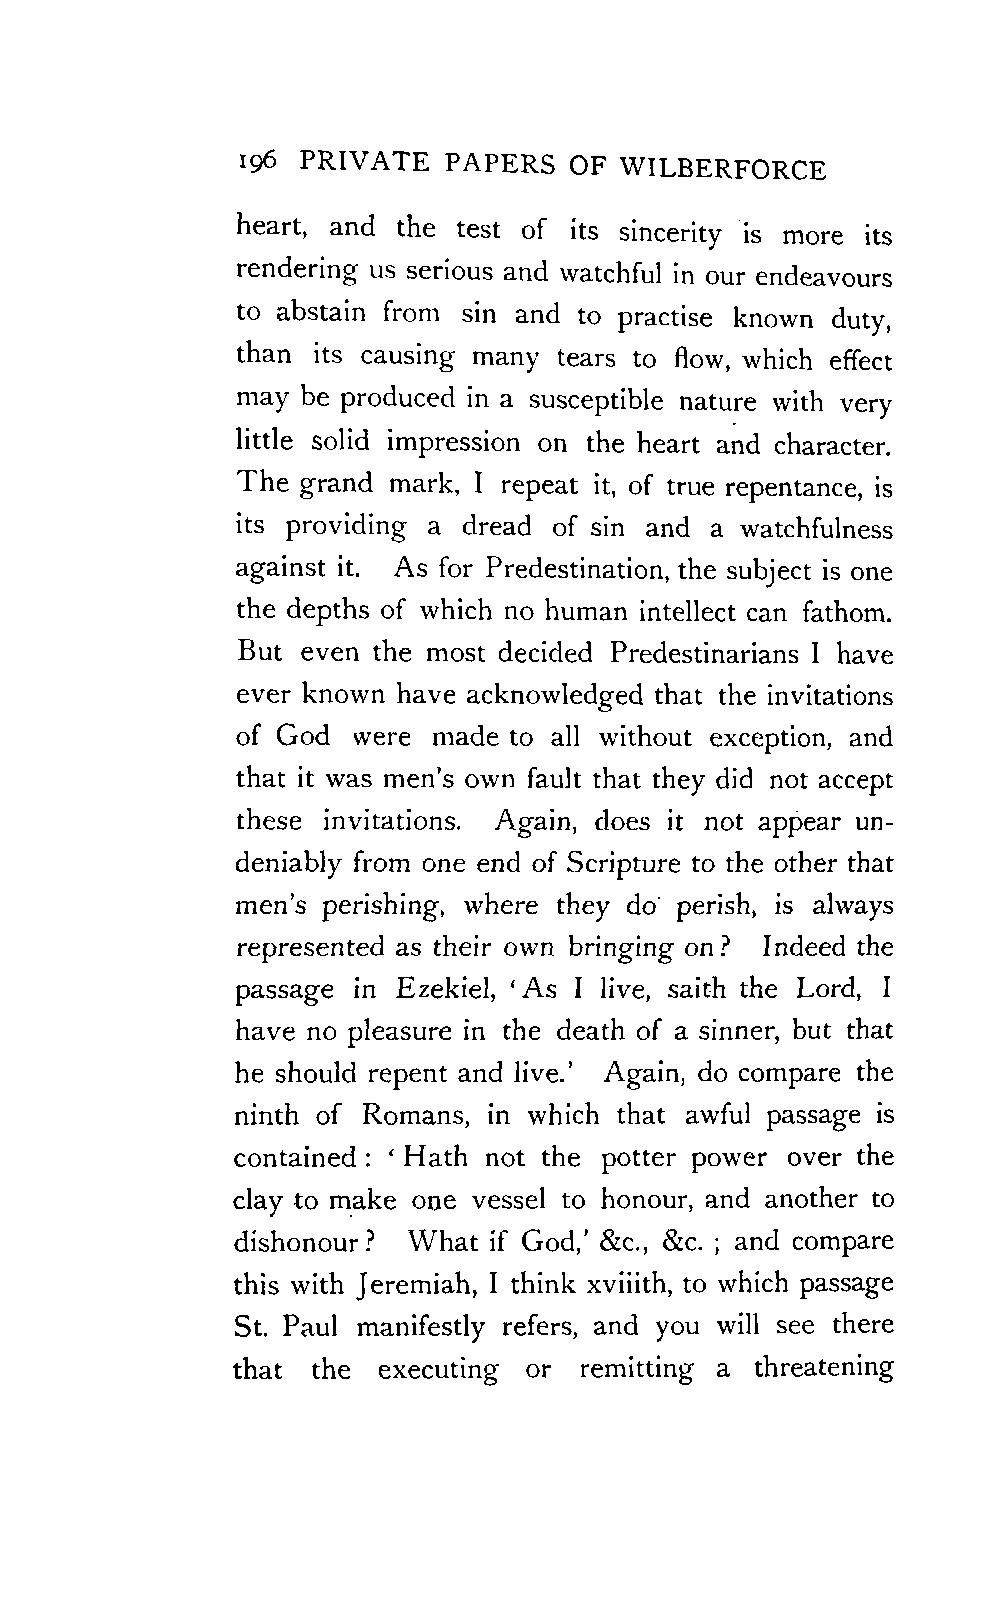 196 PRIVATE PAPERS OF WILBERFORCE
heart, and the test of its sincerity is more its
rendering us serious and watchful in our endeavours
to abstain from sin and to practise known duty,
than its causing many tears to flow, which effect
may be produced in a susceptible nature with very
little solid impression on the heart and character.
The grand mark, I repeat it, of true repentance, is
its providing a dread of sin and a watchfulness
against it. As for Predestination, the subject is one
the depths of which no human intellect can fathom.
But even the most decided Predestinarians I have
ever known have acknowledged that the invitations
of God were made to all without exception, and
that it was men's own fault that they did not accept
these invitations. Again, does it not appear un-
deniably from one end of Scripture to the other that
men's perishing, where they do perish, is always
represented as their own bringing on? Indeed the
passage in Ezekiel, 'As I live, saith the Lord, I
have no pleasure in the death of a sinner, but that
he should repent and live.' Again, do compare the
ninth of Romans, in which that awful passage is
contained: 'Hath not the potter power over the
clay to make one vessel to honour, and another to
dishonour? What if God,' &c., &c. ; and compare
this with Jeremiah, I think xviiith, to which passage
St. Paul manifestly refers, and you will see there
that the executing or remitting a threatening